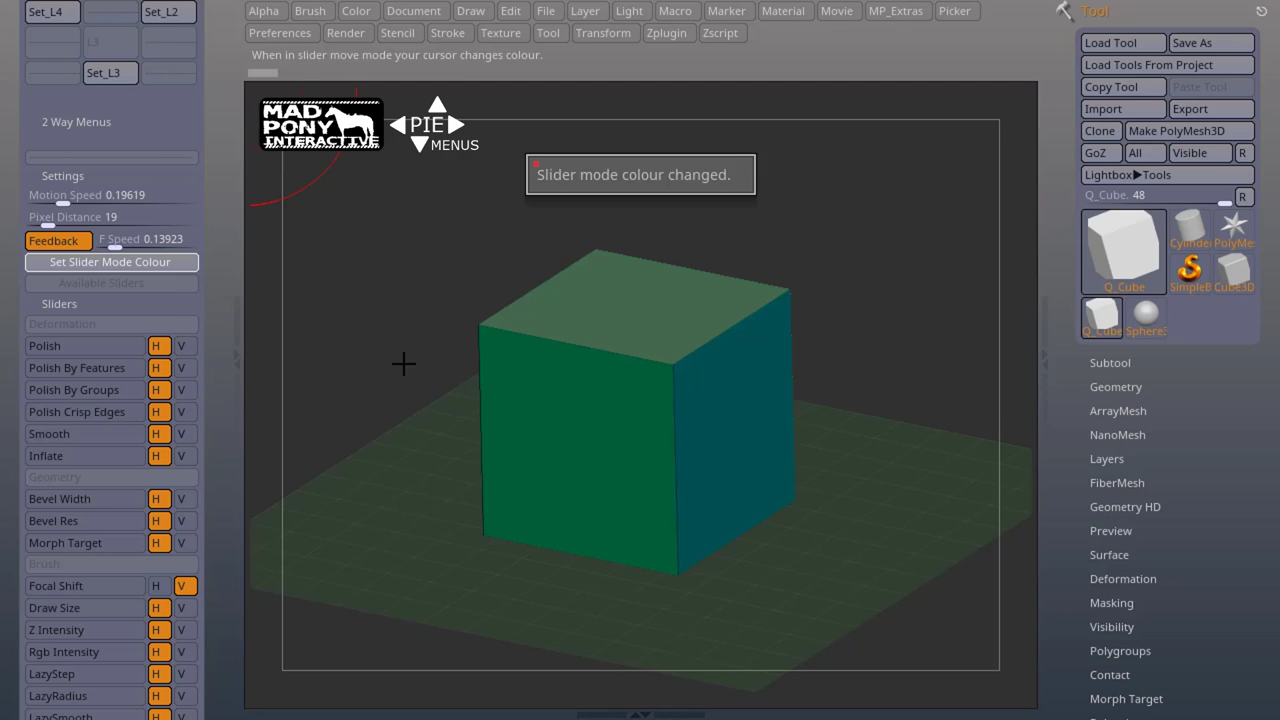 Set_L4
Set_L2
L3
Set_L3
2 Way Menus
Settings
Motion Speed 0.19619
Pixel Distance 19
Feedback
F Speed 0.13923
Set Slider Mode Colour
Available Sliders
Sliders
Deformation
Polish H V
Polish By Features H V
Polish By Groups H V
Polish Crisp Edges H V
Smooth H V
Inflate H V
Geometry
Bevel Width H V
Bevel Res H V
Morph Target H V
Brush
Focal Shift H V
Draw Size H V
Z Intensity H V
Rgb Intensity H V
LazyStep H V
LazyRadius H V
LazySmooth H V
Alpha Brush Color Document Draw Edit File Layer Light Macro Marker Material Movie MP_Extras Picker
Preferences Render Stencil Stroke Texture Tool Transform Zplugin Zscript
When in slider move mode your cursor changes colour.
MAD
PONY
INTERACTIVE
PIE
MENUS
Slider mode colour changed.
Tool
Load Tool Save As
Load Tools From Project
Copy Tool Paste Tool
Import Export
Clone Make PolyMesh3D
GoZ All Visible R
Lightbox▶Tools
Q_Cube. 48 R
Q_Cube
Cylinde
PolyMe
SimpleB
Cube3D
Q_Cube
Sphere3
Subtool
Geometry
ArrayMesh
NanoMesh
Layers
FiberMesh
Geometry HD
Preview
Surface
Deformation
Masking
Visibility
Polygroups
Contact
Morph Target